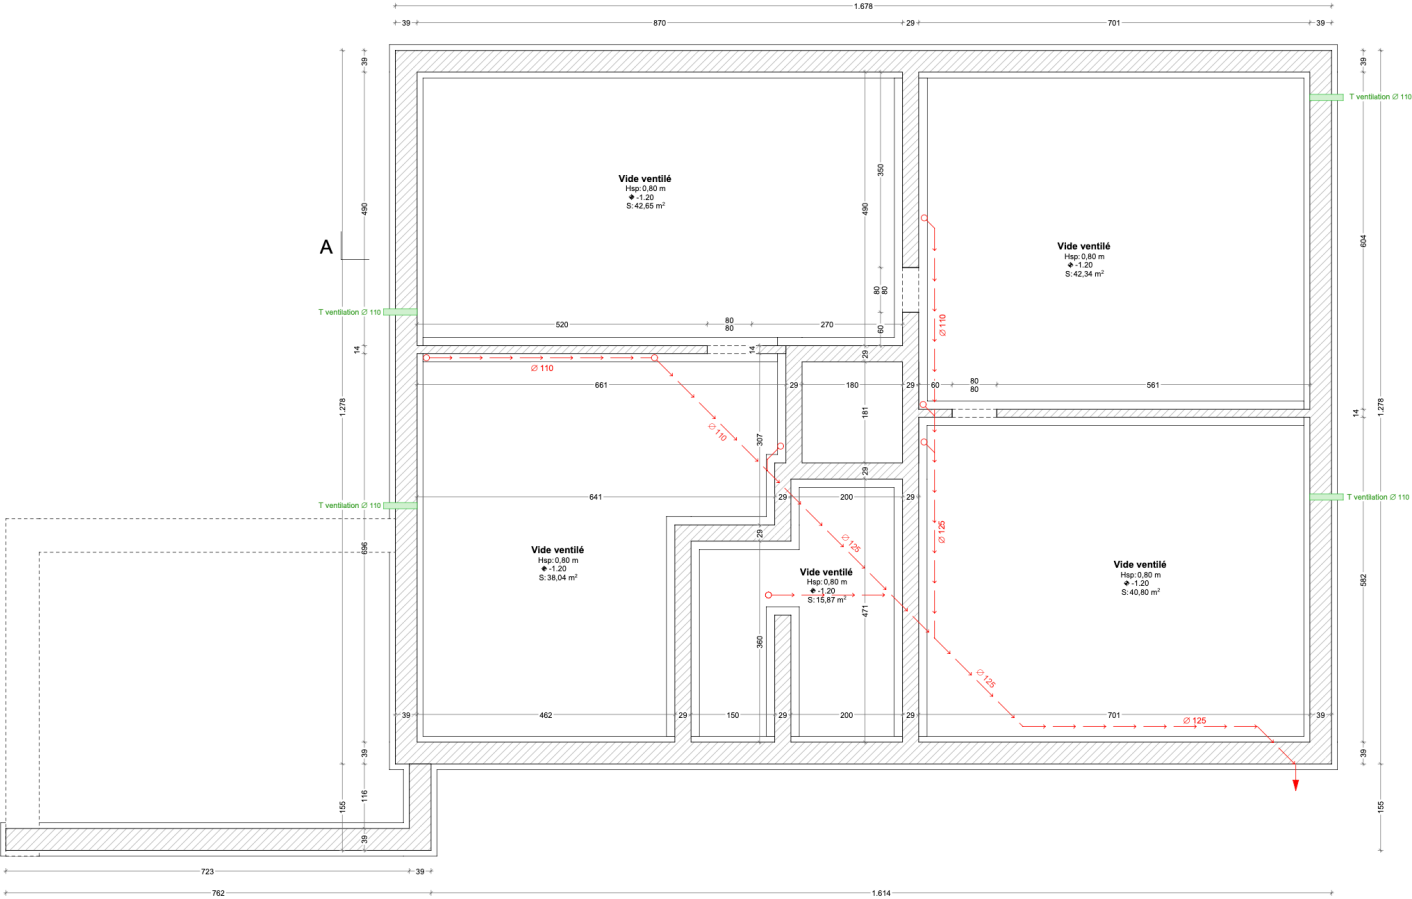 1.678
39
870
29
701
39
39
39
T ventilation Ø 110
Vide ventilé
Hsp: 0,80 m
-1.20
S: 42,65 m²
350
490
490
A
Vide ventilé
Hsp: 0,80 m
-1.20
S: 42,34 m²
604
80
80
T ventilation Ø 110
520
80
80
270
60
Ø 110
14
14
29
Ø 110
661
29
180
29
60
80
80
561
1.278
181
14
1.278
Ø 110
307
29
641
29
200
29
T ventilation Ø 110
T ventilation Ø 110
29
Ø 125
Ø 125
696
Vide ventilé
Hsp: 0,80 m
-1.20
S: 38,04 m²
Vide ventilé
Hsp: 0,80 m
-1.20
S: 15,87 m²
Vide ventilé
Hsp: 0,80 m
-1.20
S: 40,80 m²
582
471
360
Ø 125
39
462
29
150
29
200
29
701
39
Ø 125
39
39
116
155
155
39
723
39
762
1.614